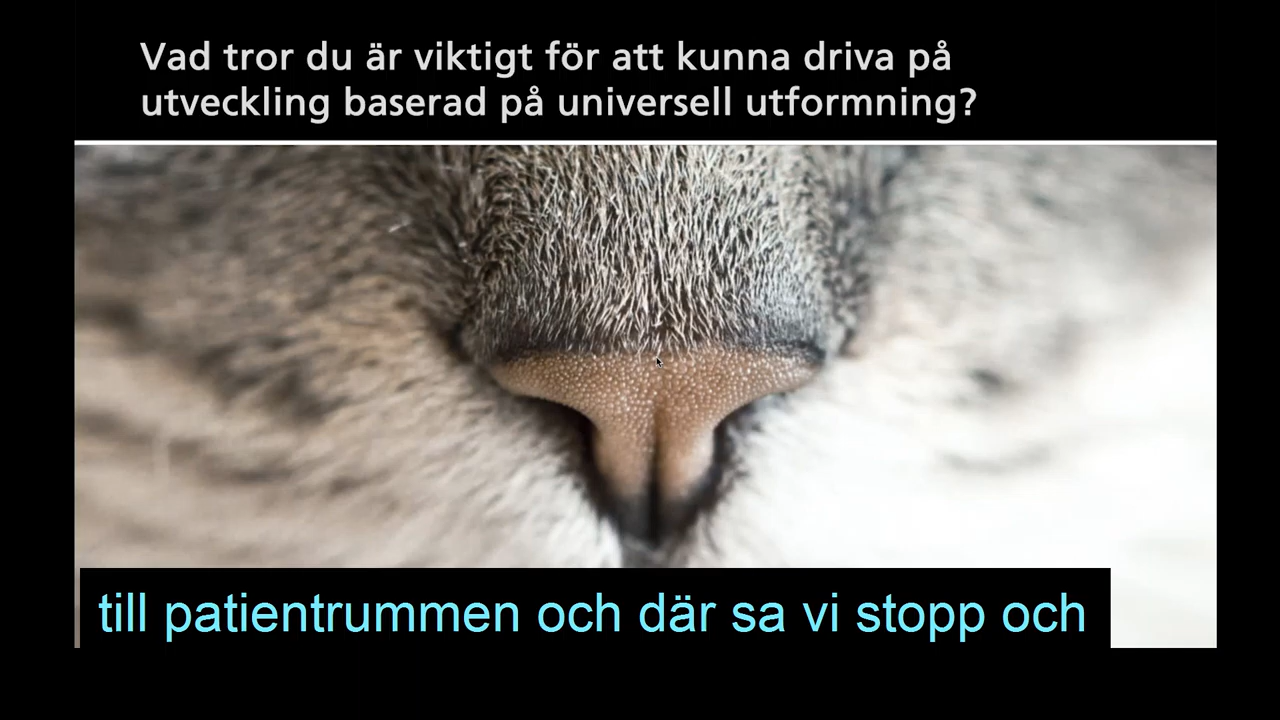 Vad tror du är viktigt för att kunna driva på
utveckling baserad på universell utformning?
till patientrummen och där sa vi stopp och